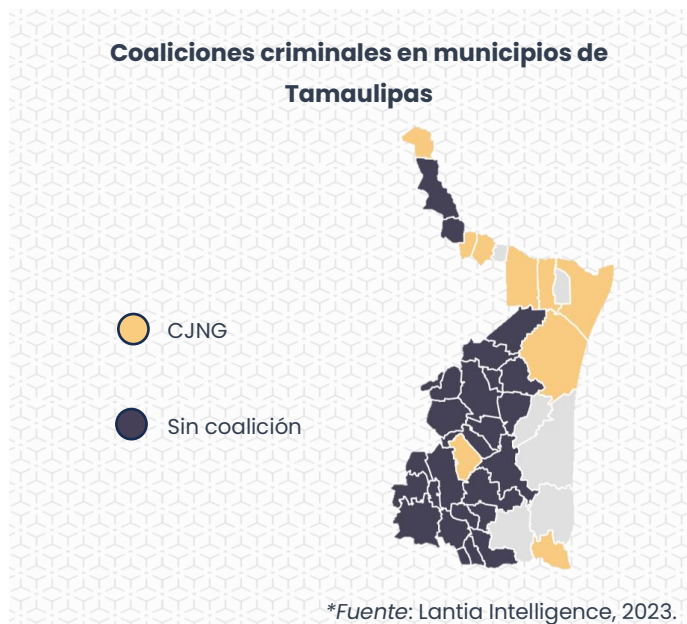 Coaliciones criminales en municipios de
Tamaulipas
CJNG
Sin coalición
*Fuente: Lantia Intelligence, 2023.